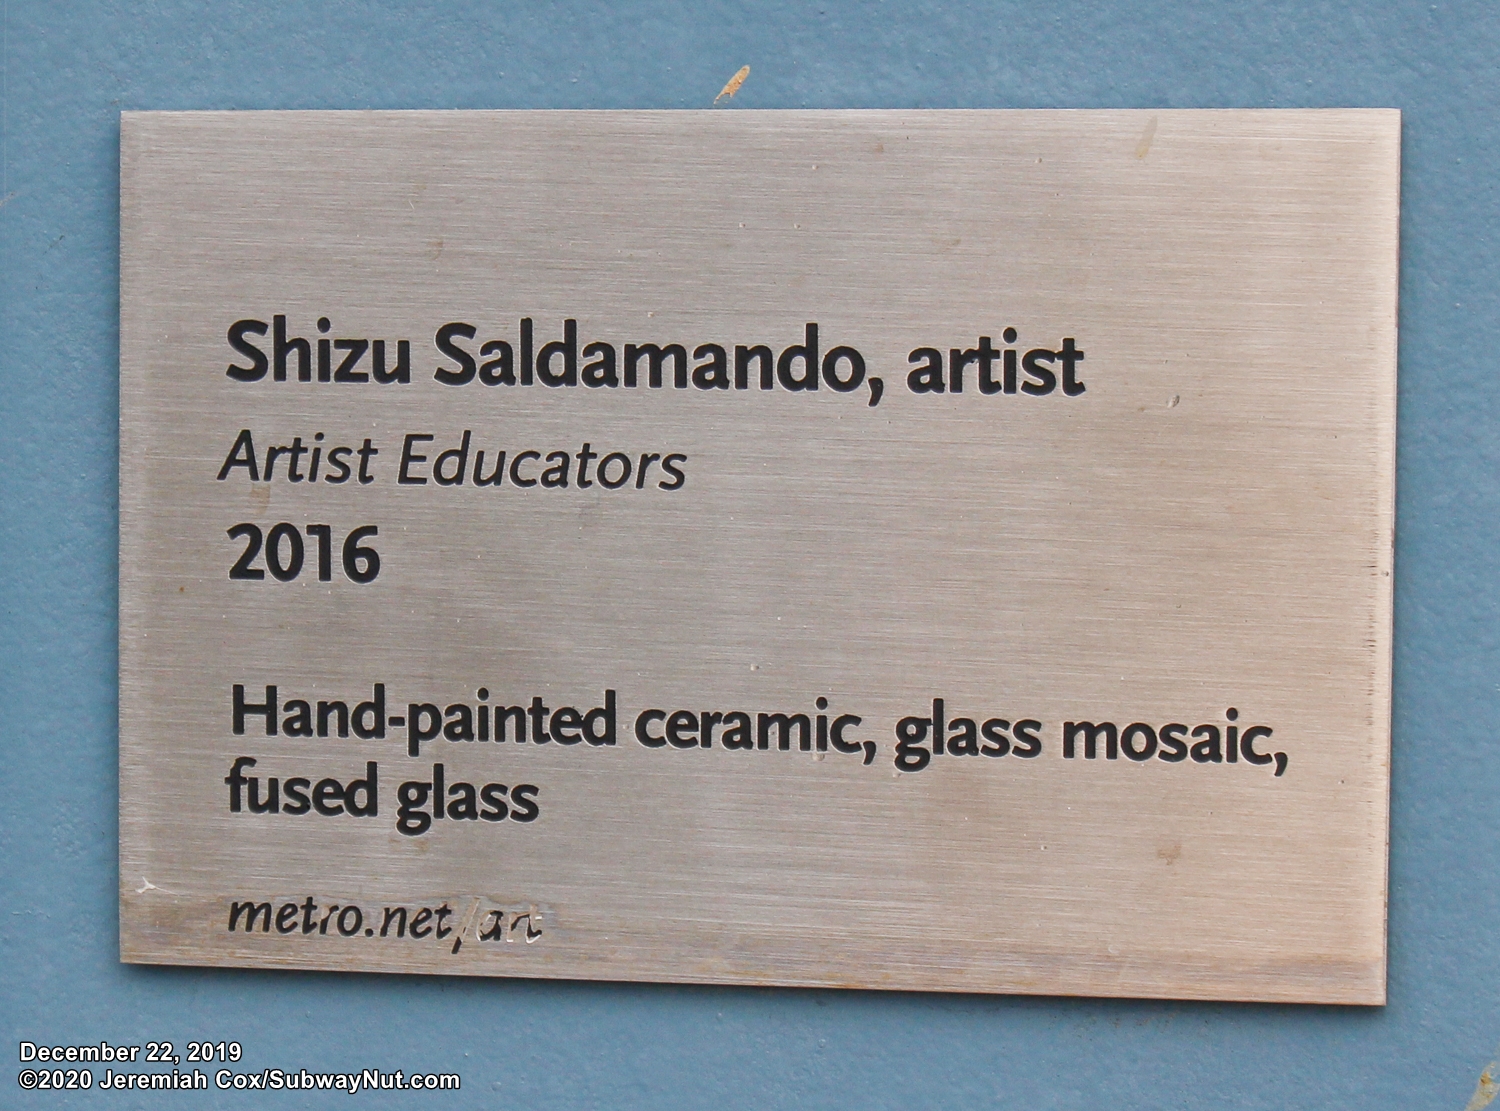 Shizu Saldamando, artist
Artist Educators
2016
Hand-painted ceramic, glass mosaic,
fused glass
metro.net/art
December 22, 2019
©2020 Jeremiah Cox/SubwayNut.com